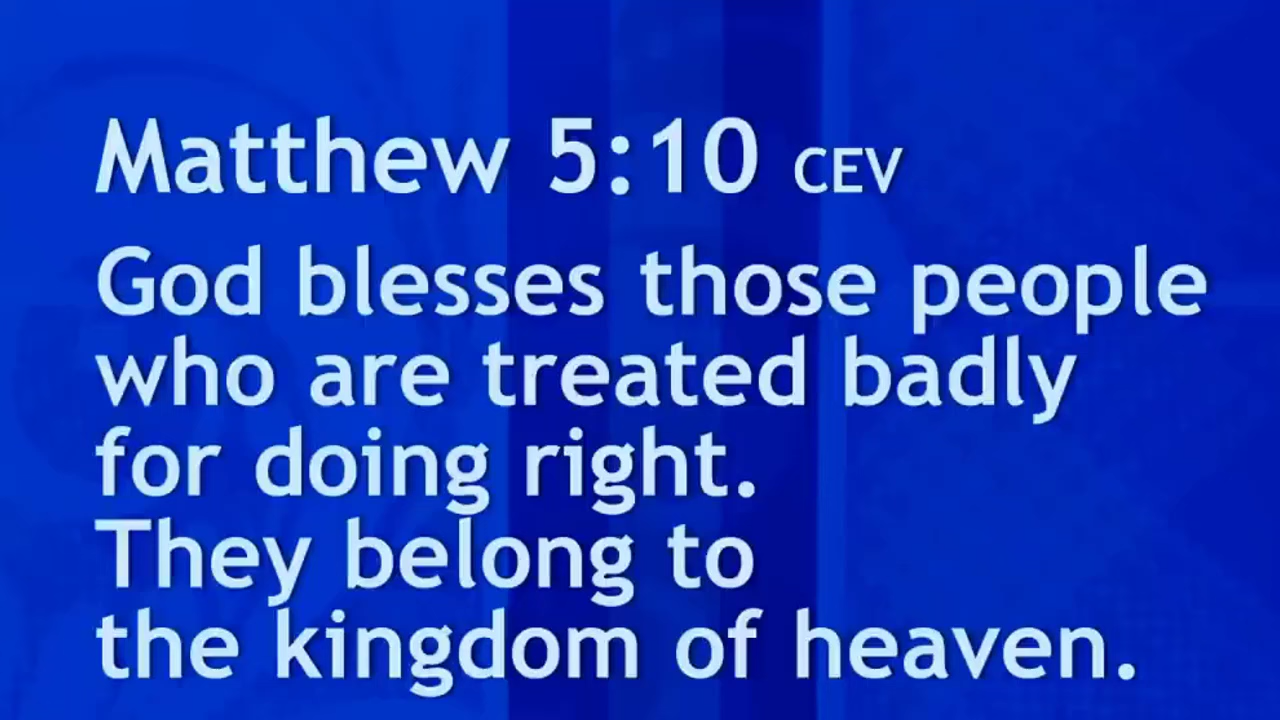 Matthew 5:10 CEV
God blesses those people
who are treated badly
for doing right.
They belong to
the kingdom of heaven.